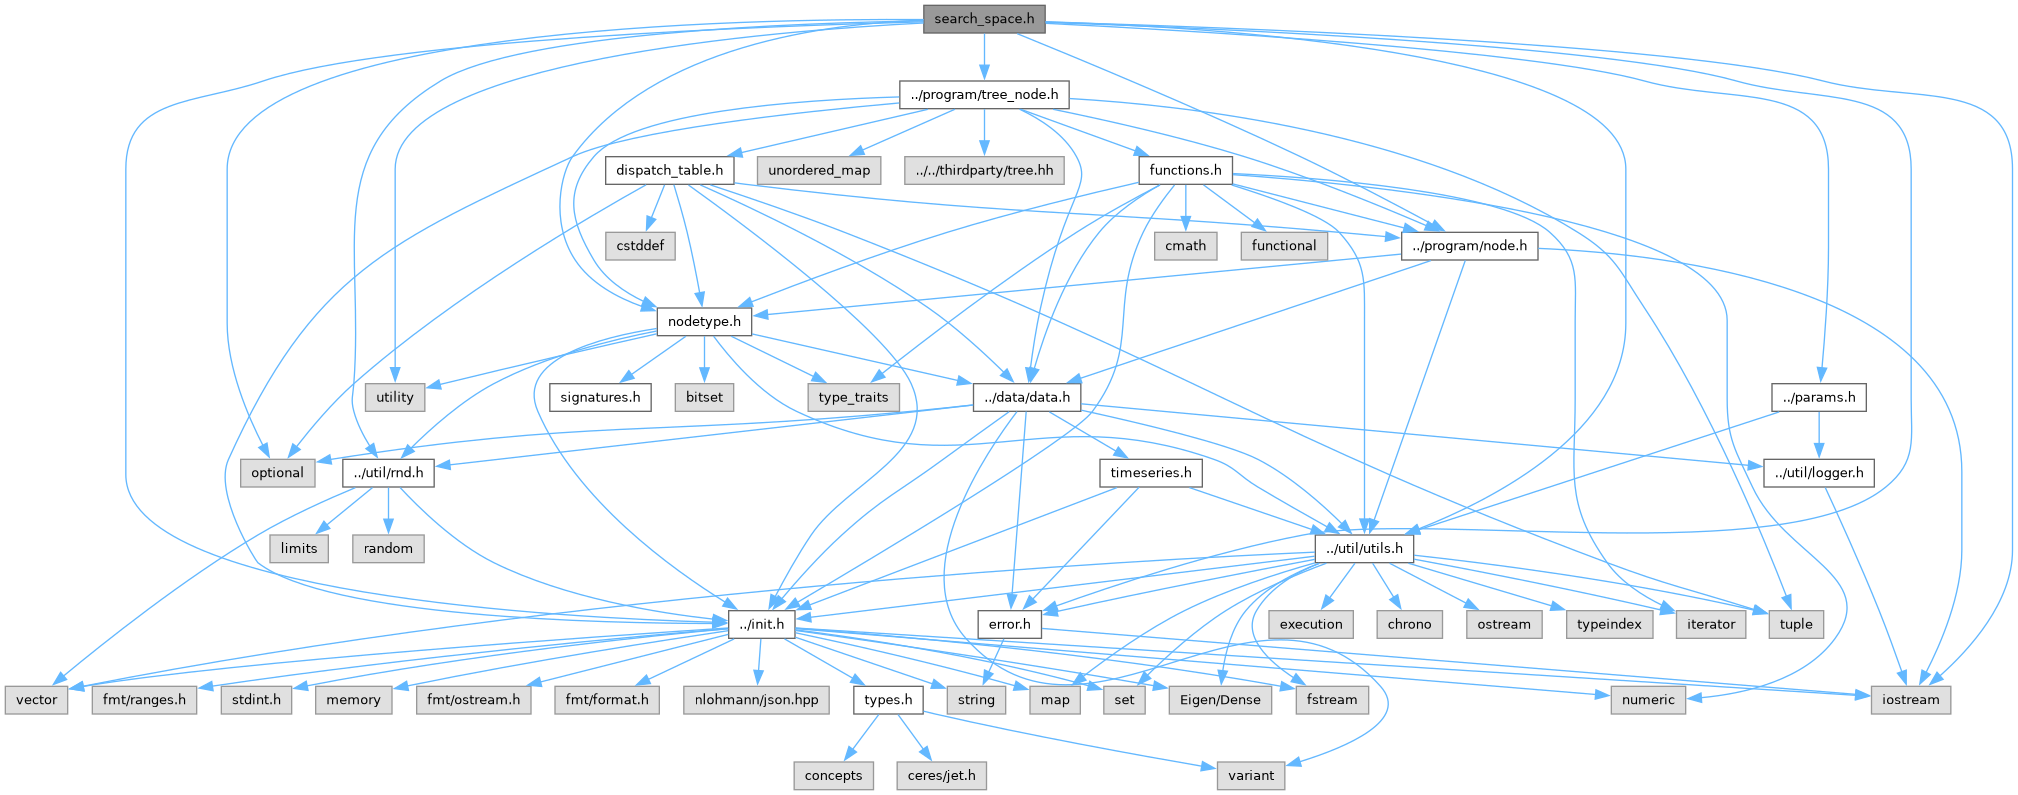 search_space.h
../program/tree_node.h
dispatch_table.h
unordered_map
../../thirdparty/tree.hh
functions.h
cstddef
cmath
functional
../program/node.h
nodetype.h
utility
signatures.h
bitset
type_traits
../data/data.h
../params.h
optional
../util/rnd.h
timeseries.h
../util/logger.h
limits
random
../util/utils.h
../init.h
error.h
execution
chrono
ostream
typeindex
iterator
tuple
vector
fmt/ranges.h
stdint.h
memory
fmt/ostream.h
fmt/format.h
nlohmann/json.hpp
types.h
string
map
set
Eigen/Dense
fstream
numeric
iostream
concepts
ceres/jet.h
variant